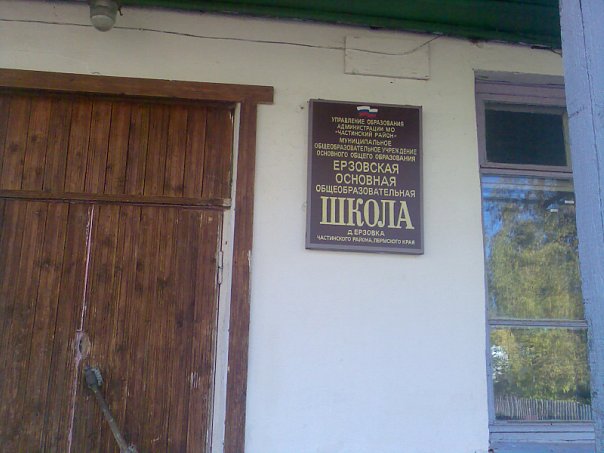 УПРАВЛЕНИЕ ОБРАЗОВАНИЯ
АДМИНИСТРАЦИИ МО
"ЧАСТИНСКИЙ РАЙОН"
МУНИЦИПАЛЬНОЕ
ОБЩЕОБРАЗОВАТЕЛЬНОЕ УЧРЕЖДЕНИЕ
ОСНОВНОГО ОБЩЕГО ОБРАЗОВАНИЯ
ЕРЗОВСКАЯ
ОСНОВНАЯ
ОБЩЕОБРАЗОВАТЕЛЬНАЯ
ШКОЛА
Д.ЕРЗОВКА
ЧАСТИНСКОГО РАЙОНА, ПЕРМСКОГО КРАЯ